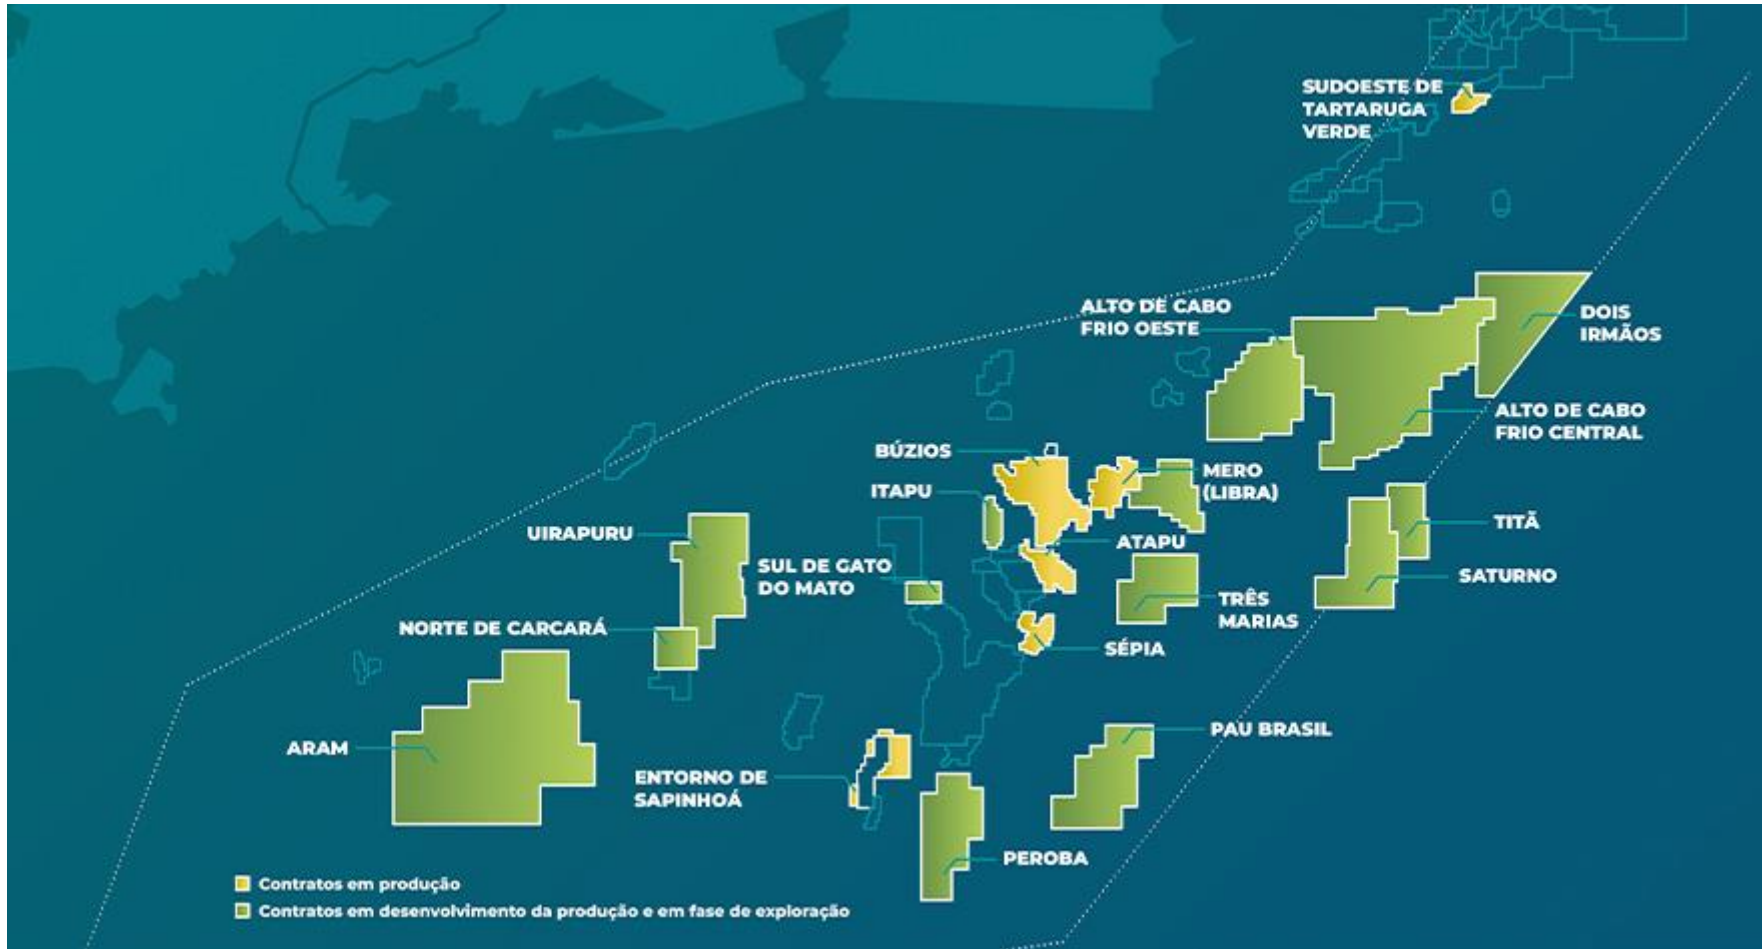 SUDOESTE DE
TARTARUGA
VERDE
ALTO DE CABO
FRIO OESTE
DOIS
IRMÃOS
ALTO DE CABO
FRIO CENTRAL
BÚZIOS
MERO
(LIBRA)
ITAPU
UIRAPURU
ATAPU
TITÃ
SUL DE GATO
DO MATO
SATURNO
TRÊS
MARIAS
NORTE DE CARCARÁ
SÉPIA
PAU BRASIL
ARAM
ENTORNO DE
SAPINHOÁ
PEROBA
Contratos em produção
Contratos em desenvolvimento da produção e em fase de exploração